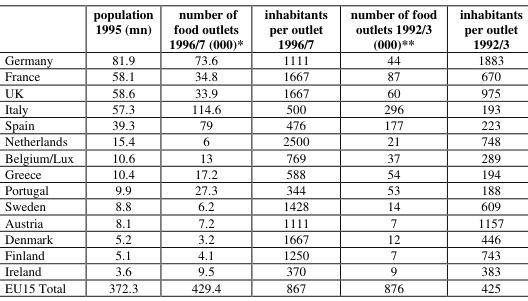 population 1995 (mn) | number of food outlets 1996/7 (000)* | inhabitants per outlet 1996/7 | number of food outlets 1992/3 (000)** | inhabitants per outlet 1992/3
Germany 81.9 73.6 1111 44 1883
France 58.1 34.8 1667 87 670
UK 58.6 33.9 1667 60 975
Italy 57.3 114.6 500 296 193
Spain 39.3 79 476 177 223
Netherlands 15.4 6 2500 21 748
Belgium/Lux 10.6 13 769 37 289
Greece 10.4 17.2 588 54 194
Portugal 9.9 27.3 344 53 188
Sweden 8.8 6.2 1428 14 609
Austria 8.1 7.2 1111 7 1157
Denmark 5.2 3.2 1667 12 446
Finland 5.1 4.1 1250 7 743
Ireland 3.6 9.5 370 9 383
EU15 Total 372.3 429.4 867 876 425